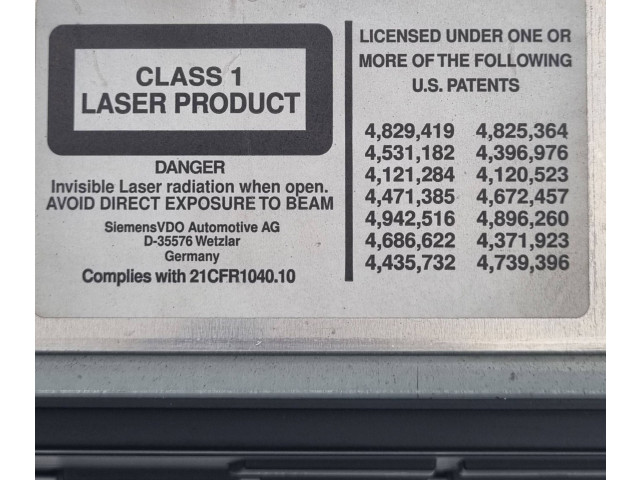 CLASS 1
LASER PRODUCT
DANGER
Invisible Laser radiation when open.
AVOID DIRECT EXPOSURE TO BEAM
SiemensVDO Automotive AG
D-35576 Wetzlar
Germany
Complies with 21CFR1040.10
LICENSED UNDER ONE OR
MORE OF THE FOLLOWING
U.S. PATENTS
4,829,419 4,825,364
4,531,182 4,396,976
4,121,284 4,120,523
4,471,385 4,672,457
4,942,516 4,896,260
4,686,622 4,371,923
4,435,732 4,739,396